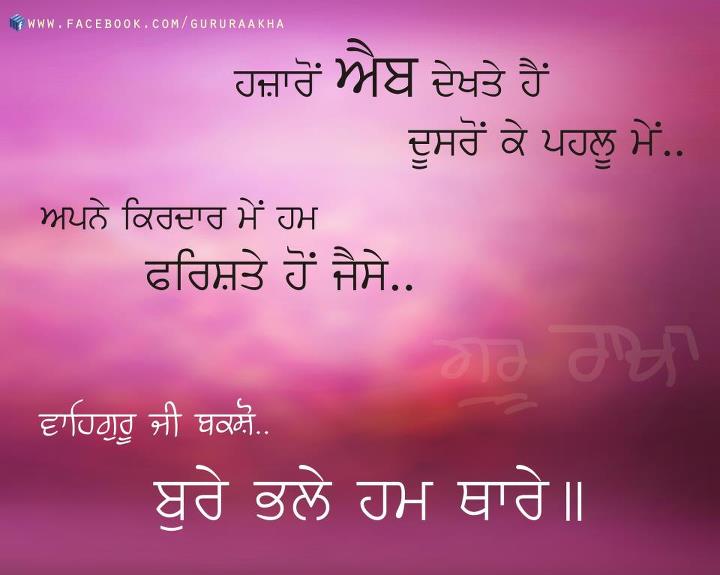 WWW.FACEBOOK.COM/GURURAAKHA
ਹਜ਼ਾਰੋਂ ਐਬ ਦੇਖਤੇ ਹੈਂ
ਦੂਸਰੋਂ ਕੇ ਪਹਲੂ ਮੇਂ..
ਅਪਨੇ ਕਿਰਦਾਰ ਮੇਂ ਹਮ
ਫਰਿਸ਼ਤੇ ਹੋਂ ਜੈਸੇ..
ਗੁਰੂ ਰਾਖਾ
ਵਾਹਿਗੁਰੂ ਜੀ ਬਕਸ਼ੋ..
ਬੁਰੇ ਭਲੇ ਹਮ ਥਾਰੇ॥